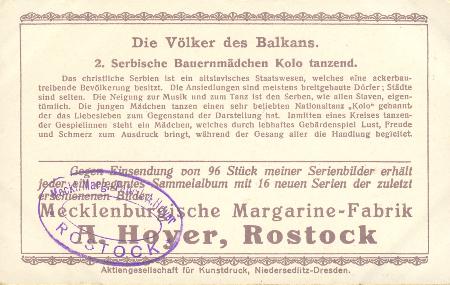 Die Völker des Balkans.
2. Serbische Bauernmädchen Kolo tanzend.
Das christliche Serbien ist ein altslavisches Staatswesen, welches eine ackerbau-
treibende Bevölkerung besitzt. Die Ansiedlungen sind meistens breitgebaute Dörfer; Städte
sind selten. Die Neigung zur Musik und zum Tanz ist den Serben, wie allen Slaven, eigen-
tümlich. Die jungen Mädchen tanzen einen sehr beliebten Nationaltanz „Kolo“ gehannt
der das Liebesleben zum Gegenstand der Darstellung hat. Inmitten eines Kreises tanzen-
der Gespielinnen steht ein Mädchen, welches durch lebhaftes Gebärdenspiel Lust, Freude
und Schmerz zum Ausdruck bringt, während der Gesang aller die Handlung begleitet.
Gegen Einsendung von 96 Stück meiner Serienbilder erhält
jeder ein elegantes Sammelalbum mit 16 neuen Serien der zuletzt
erschienenen Bilder.
Mecklenburgische Margarine-Fabrik
A. Hoyer, Rostock
ROSTOCK
Aktiengesellschaft für Kunstdruck, Niedersedlitz-Dresden.